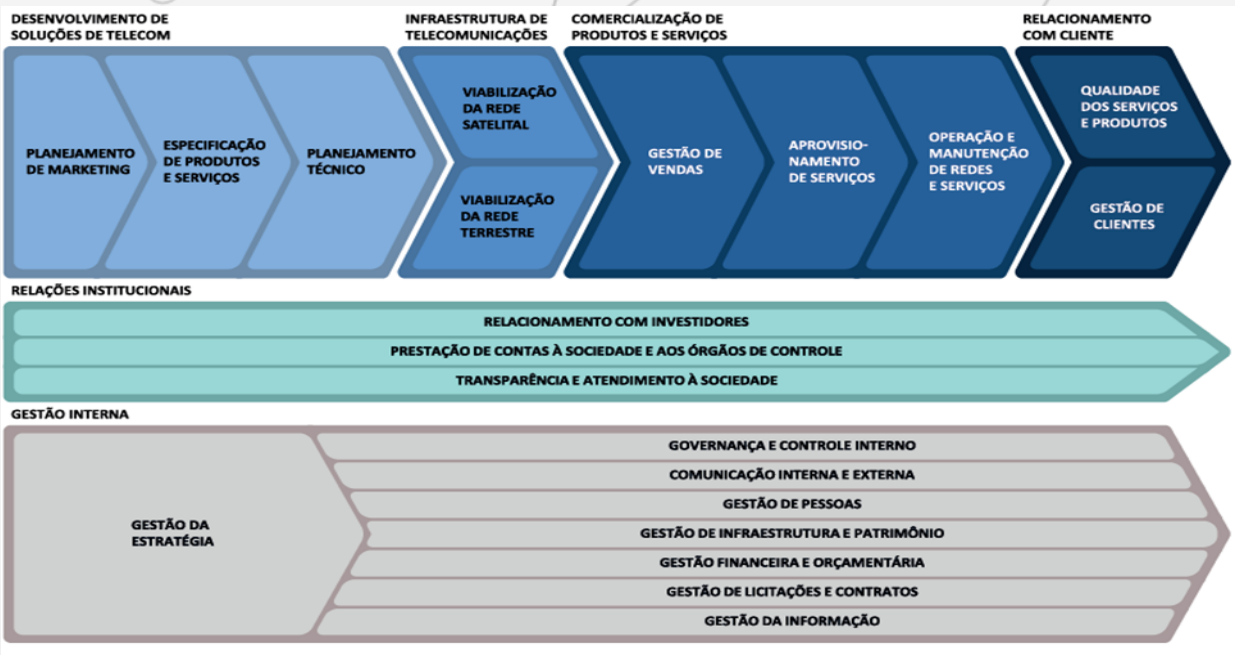 DESENVOLVIMENTO DE
SOLUÇÕES DE TELECOM
INFRAESTRUTURA DE
TELECOMUNICAÇÕES
COMERCIALIZAÇÃO DE
PRODUTOS E SERVIÇOS
RELACIONAMENTO
COM CLIENTE
PLANEJAMENTO
DE MARKETING
ESPECIFICAÇÃO
DE PRODUTOS
E SERVIÇOS
PLANEJAMENTO
TÉCNICO
VIABILIZAÇÃO
DA REDE
SATELITAL
VIABILIZAÇÃO
DA REDE
TERRESTRE
GESTÃO DE
VENDAS
APROVISIO-
NAMENTO
DE SERVIÇOS
OPERAÇÃO E
MANUTENÇÃO
DE REDES
E SERVIÇOS
QUALIDADE
DOS SERVIÇOS
E PRODUTOS
GESTÃO DE
CLIENTES
RELAÇÕES INSTITUCIONAIS
RELACIONAMENTO COM INVESTIDORES
PRESTAÇÃO DE CONTAS À SOCIEDADE E AOS ÓRGÃOS DE CONTROLE
TRANSPARÊNCIA E ATENDIMENTO À SOCIEDADE
GESTÃO INTERNA
GESTÃO DA
ESTRATÉGIA
GOVERNANÇA E CONTROLE INTERNO
COMUNICAÇÃO INTERNA E EXTERNA
GESTÃO DE PESSOAS
GESTÃO DE INFRAESTRUTURA E PATRIMÔNIO
GESTÃO FINANCEIRA E ORÇAMENTÁRIA
GESTÃO DE LICITAÇÕES E CONTRATOS
GESTÃO DA INFORMAÇÃO